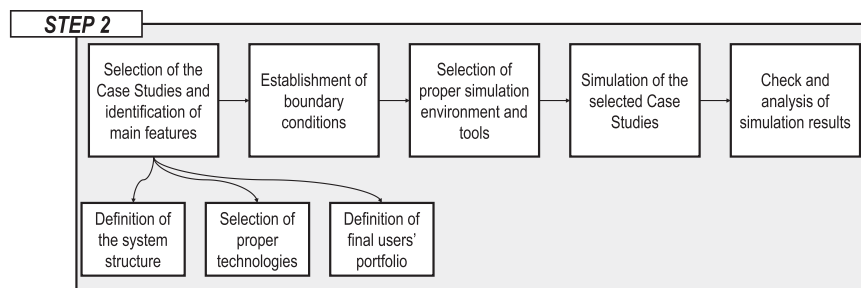 STEP 2
Selection of the
Case Studies and
identification of
main features
Establishment of
boundary
conditions
Selection of
proper simulation
environment and
tools
Simulation of the
selected Case
Studies
Check and
analysis of
simulation results
Definition of
the system
structure
Selection of
proper
technologies
Definition of
final users'
portfolio